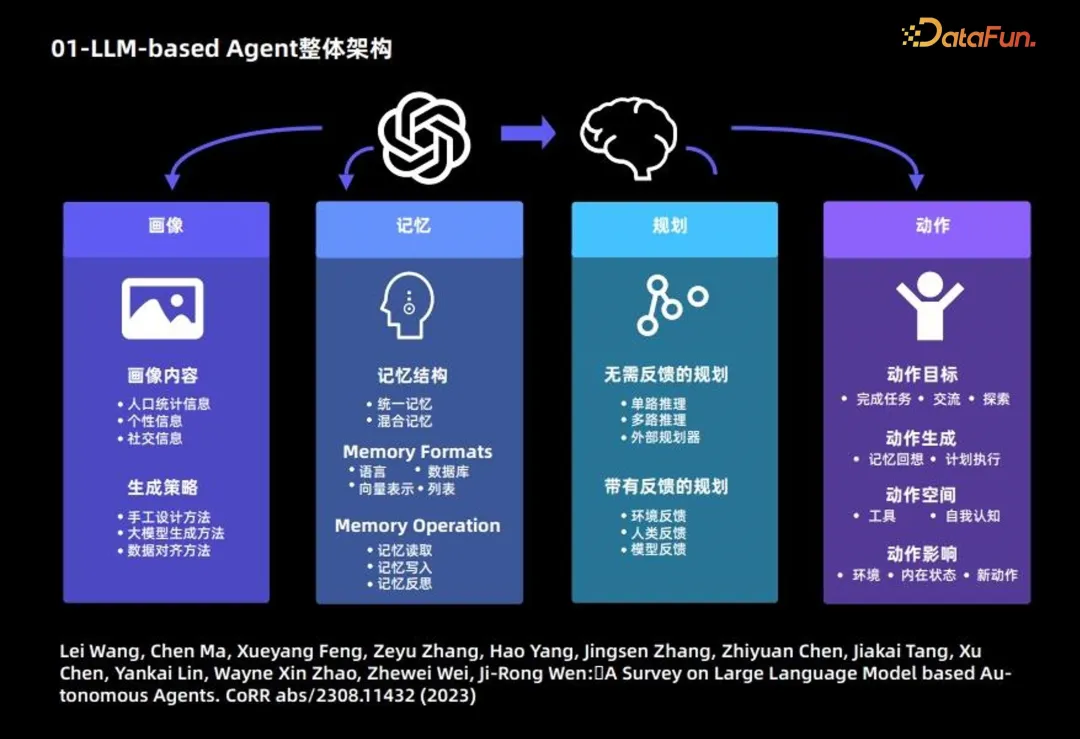 01-LLM-based Agent整体架构
DataFun.
画像
画像内容
• 人口统计信息
• 个性信息
• 社交信息
生成策略
• 手工设计方法
• 大模型生成方法
• 数据对齐方法
记忆
记忆结构
• 统一记忆
• 混合记忆
Memory Formats
• 语言 • 数据库
• 向量表示 • 列表
Memory Operation
• 记忆读取
• 记忆写入
• 记忆反思
规划
无需反馈的规划
• 单路推理
• 多路推理
• 外部规划器
带有反馈的规划
• 环境反馈
• 人类反馈
• 模型反馈
动作
动作目标
• 完成任务 • 交流 • 探索
动作生成
• 记忆回想 • 计划执行
动作空间
• 工具 • 自我认知
动作影响
• 环境 • 内在状态 • 新动作
Lei Wang, Chen Ma, Xueyang Feng, Zeyu Zhang, Hao Yang, Jingsen Zhang, Zhiyuan Chen, Jiakai Tang, Xu
Chen, Yankai Lin, Wayne Xin Zhao, Zhewei Wei, Ji-Rong Wen:▯A Survey on Large Language Model based Au-
tonomous Agents. CoRR abs/2308.11432 (2023)